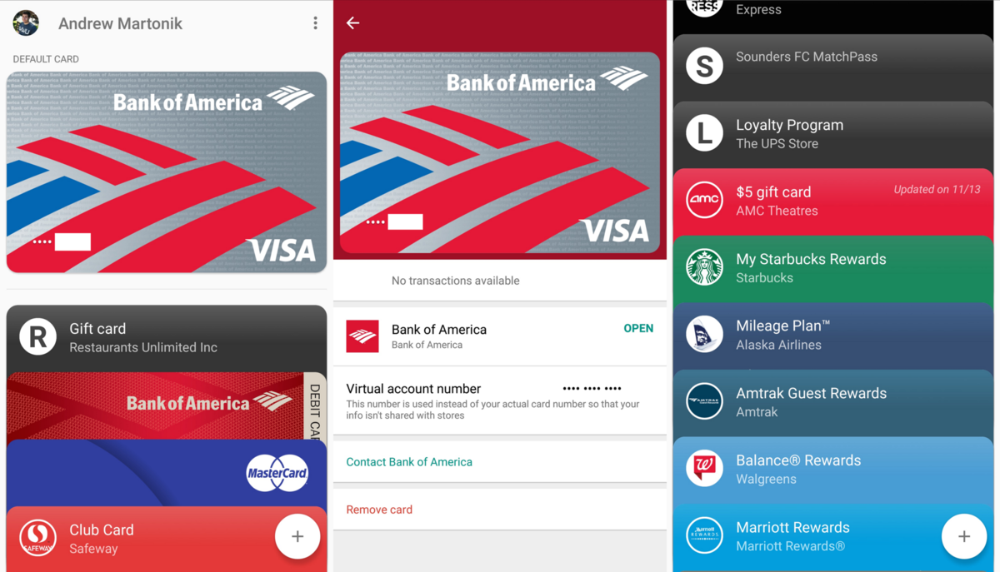 Andrew Martonik
DEFAULT CARD
Bank of America
•••• 
VISA
R
Gift card
Restaurants Unlimited Inc
Bank of America
DEBIT CA
MasterCard
SAFEWAY
Club Card
Safeway
+
Bank of America
••••
VISA
No transactions available
Bank of America
Bank of America
OPEN
Virtual account number
•••• •••• ••••
This number is used instead of your actual card number so that your
info isn't shared with stores
Contact Bank of America
Remove card
Express
S
Sounders FC MatchPass
L
Loyalty Program
The UPS Store
amc
$5 gift card
Updated on 11/13
AMC Theatres
My Starbucks Rewards
Starbucks
Mileage Plan™
Alaska Airlines
AMTRAK
Amtrak Guest Rewards
Amtrak
W
Balance® Rewards
Walgreens
Marriott
REWARDS
Marriott Rewards
Marriott Rewards®
+